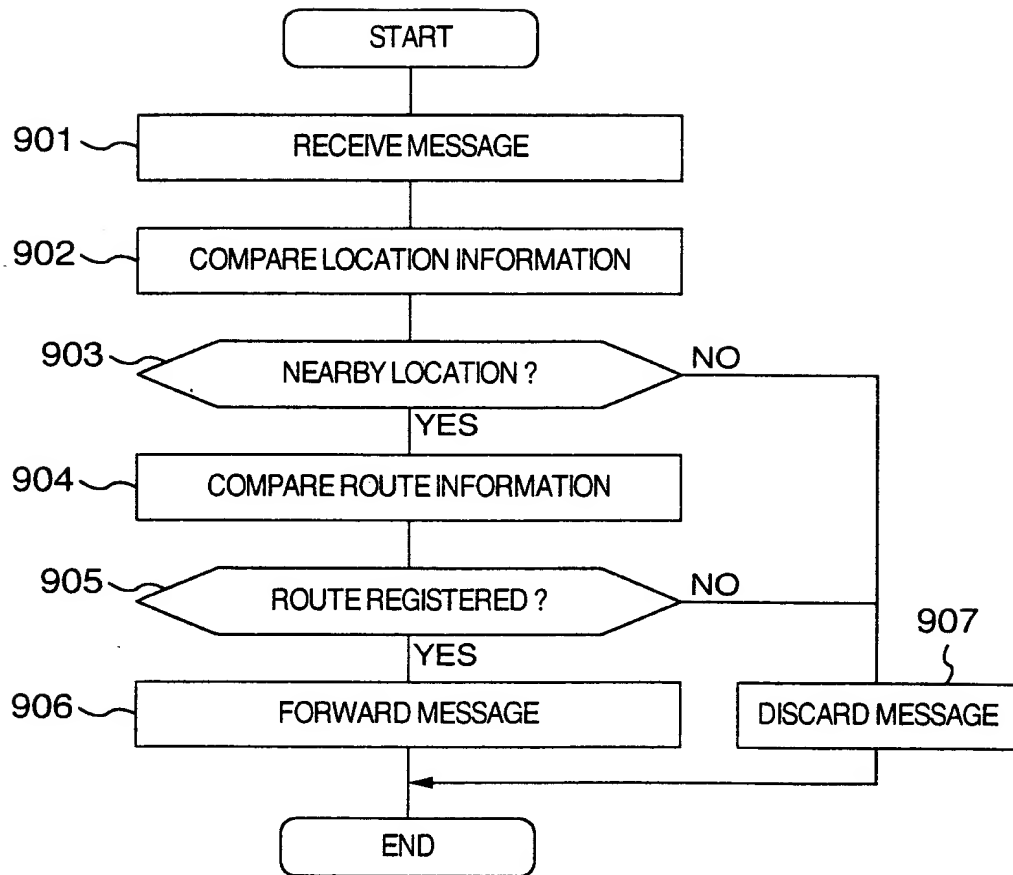 START
901
RECEIVE MESSAGE
902
COMPARE LOCATION INFORMATION
903
NEARBY LOCATION ?
NO
YES
904
COMPARE ROUTE INFORMATION
905
ROUTE REGISTERED ?
NO
YES
907
906
FORWARD MESSAGE
DISCARD MESSAGE
END